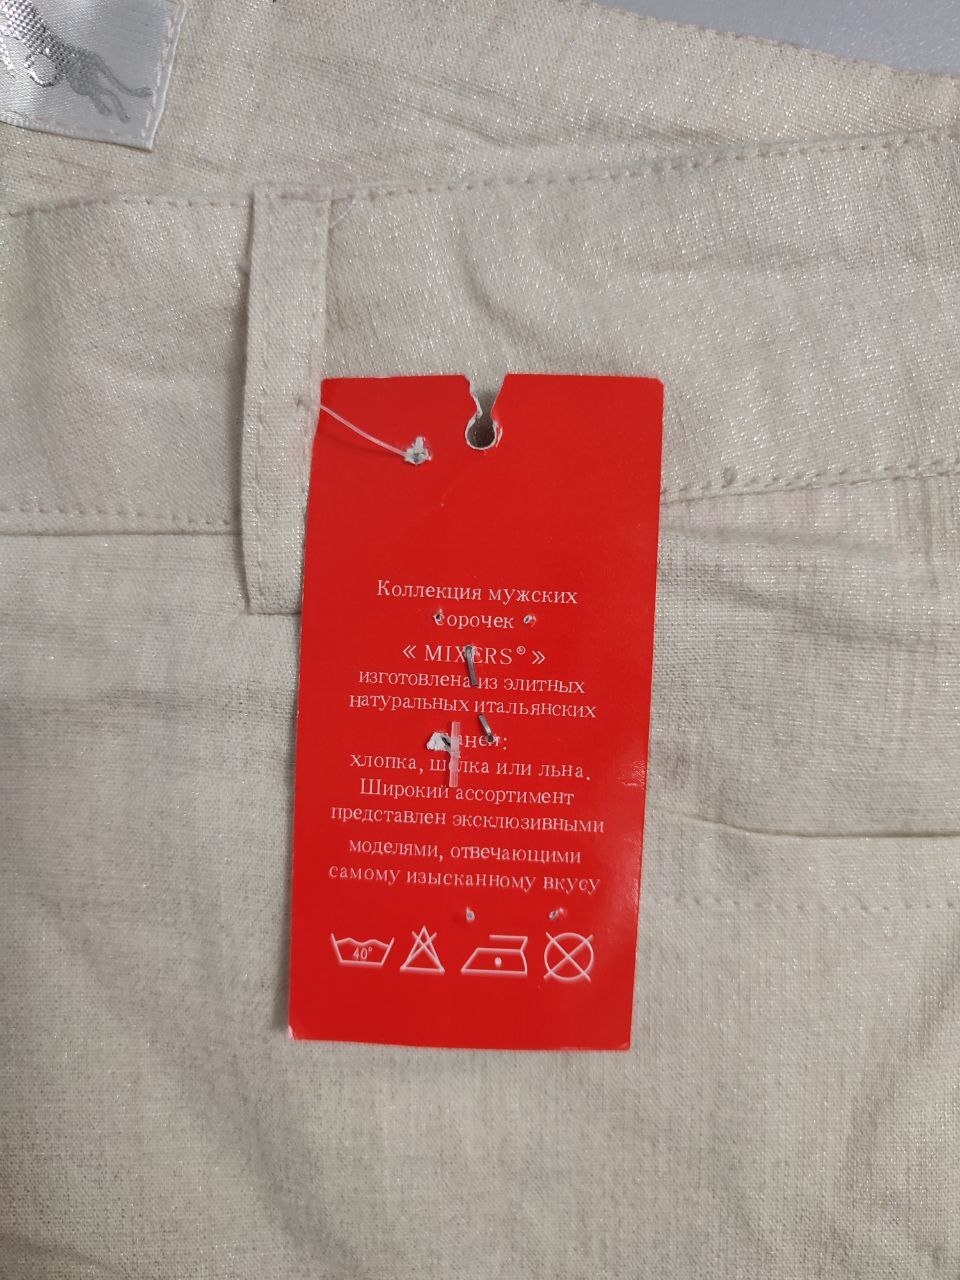 Коллекция мужских
сорочек
« MIXERS® »
изготовлена из элитных
натуральных итальянских
тканей:
хлопка, шелка или льна.
Широкий ассортимент
представлен эксклюзивными
моделями, отвечающими
самому изысканному вкусу
40°